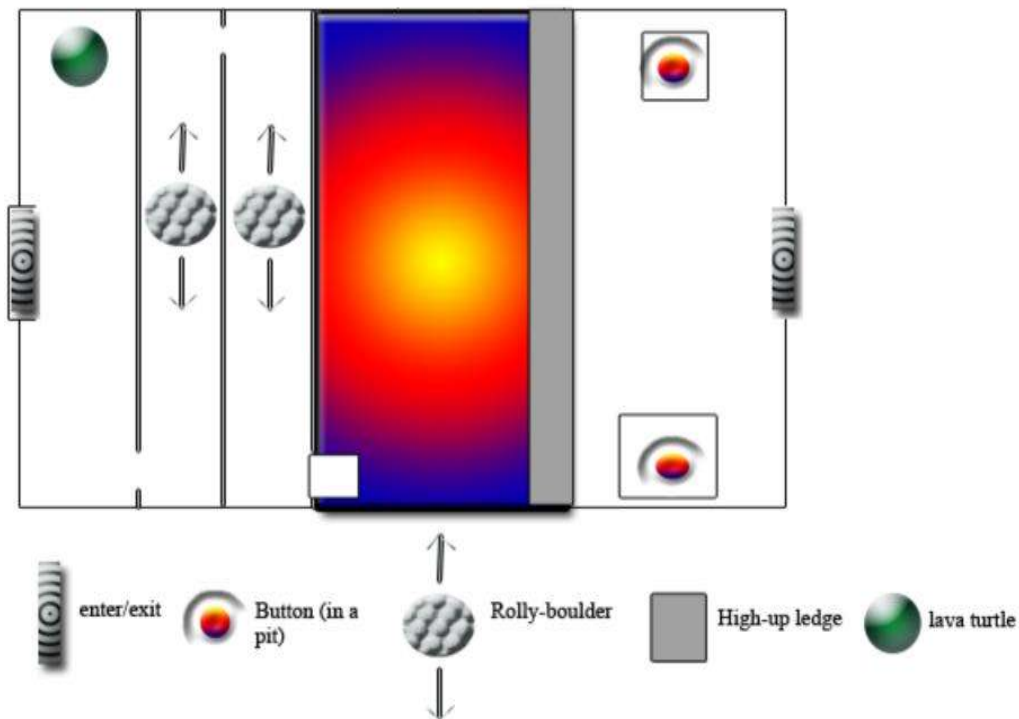 enter/exit
Button (in a
pit)
Rolly-boulder
High-up ledge
lava turtle